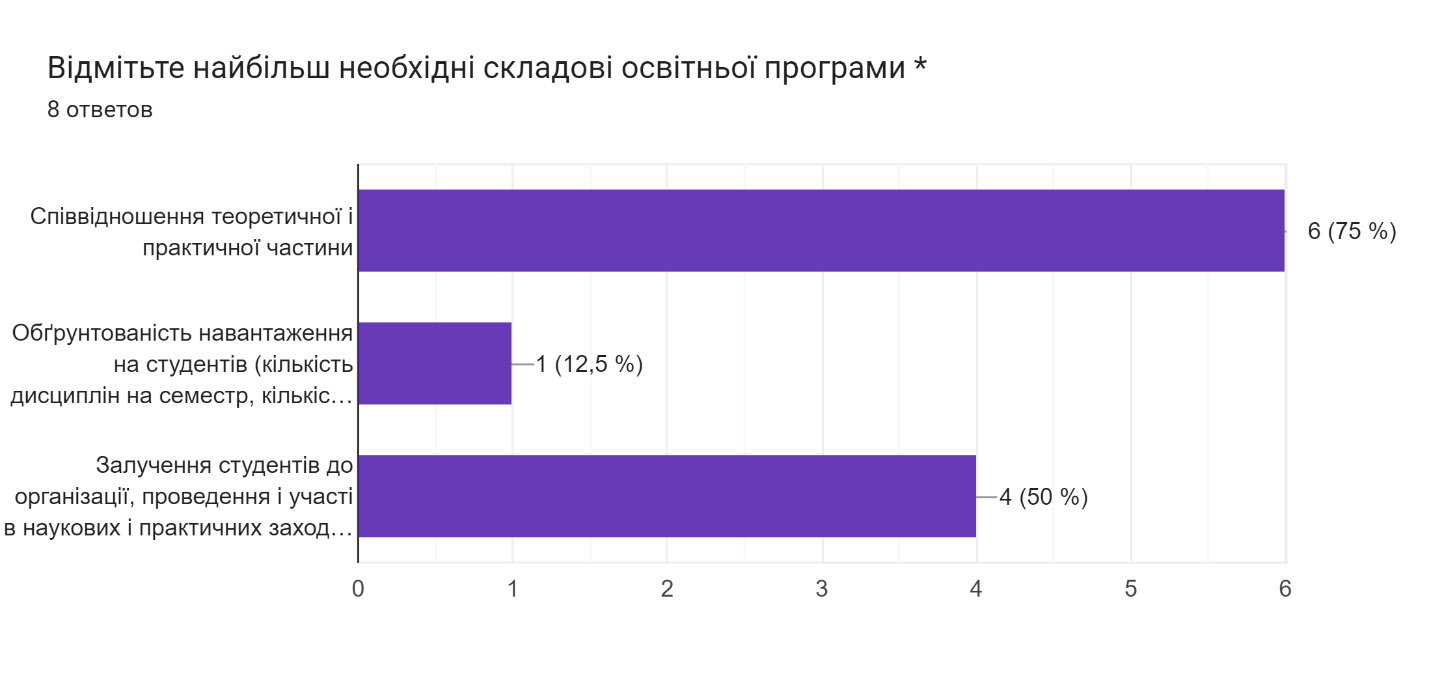 Відмітьте найбільш необхідні складові освітньої програми *
8 ответов
Співвідношення теоретичної і
практичної частини
6 (75 %)
Обґрунтованість навантаження
на студентів (кількість
дисциплін на семестр, кількіс…
1 (12,5 %)
Залучення студентів до
організації, проведення і участі
в наукових і практичних заход…
4 (50 %)
0 1 2 3 4 5 6